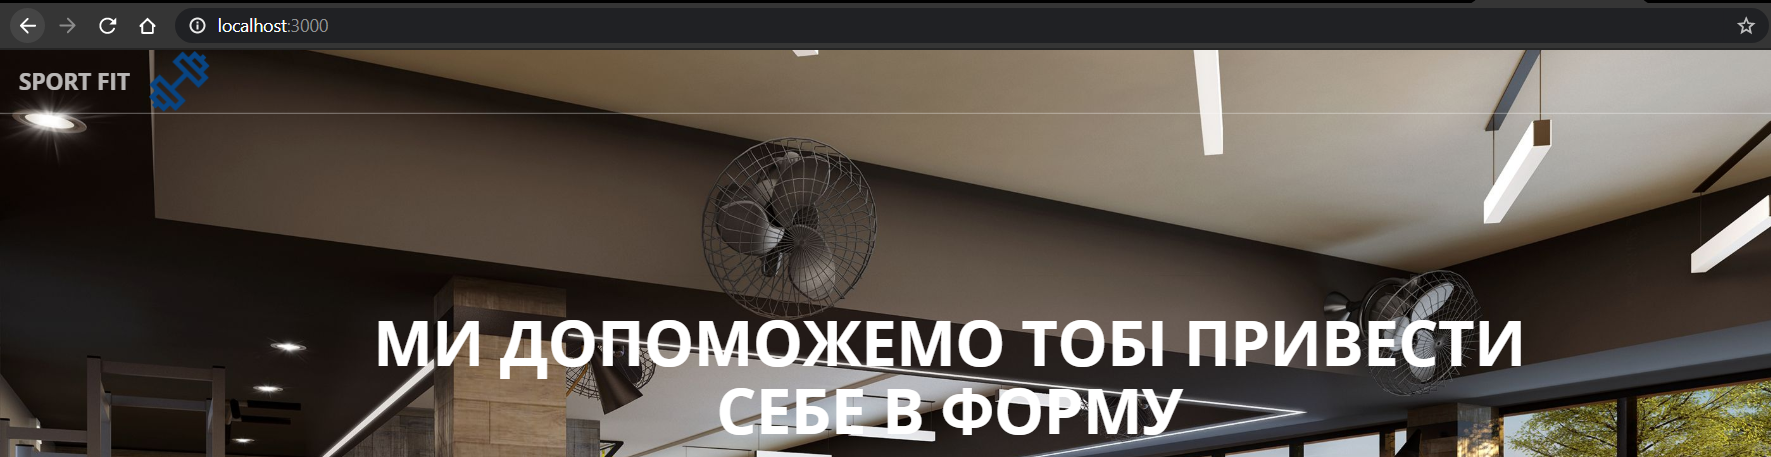 localhost:3000
SPORT FIT
МИ ДОПОМОЖЕМО ТОБІ ПРИВЕСТИ
СЕБЕ В ФОРМУ